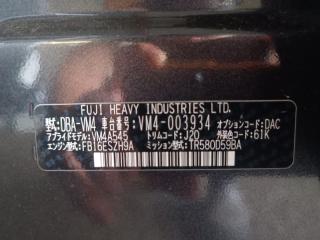 FUJI HEAVY INDUSTRIES LTD.
型式:DBA-VM4 車台番号:VM4-003934 オプションコード:DAC
アプライドモデル:VM4A545 トリムコード:J20 外装色コード:61K
エンジン型式:FB16ESZH9A ミッション型式:TR580D59BA